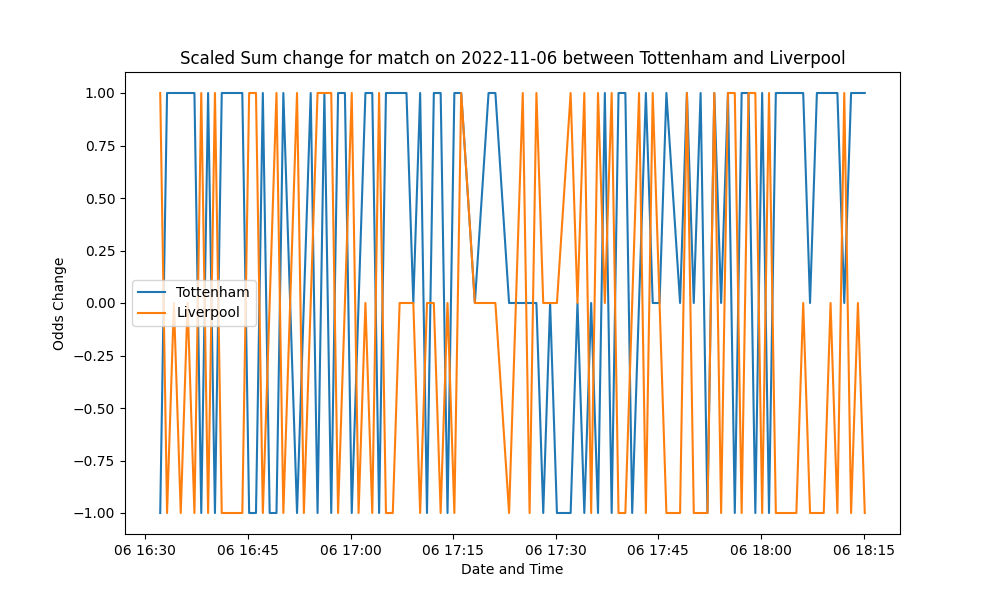 Scaled Sum change for match on 2022-11-06 between Tottenham and Liverpool
1.00
0.75
0.50
0.25
0.00
−0.25
−0.50
−0.75
−1.00
Odds Change
Tottenham
Liverpool
06 16:30 06 16:45 06 17:00 06 17:15 06 17:30 06 17:45 06 18:00 06 18:15
Date and Time